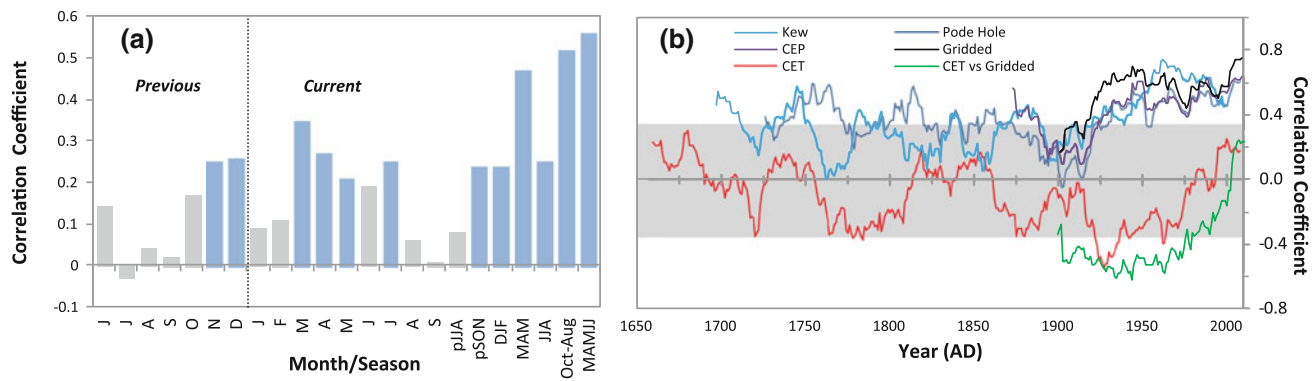 (a)
Previous
Current
Correlation Coefficient
0.6
0.5
0.4
0.3
0.2
0.1
0
-0.1
J J A S O N D J F M A M J J A S pJJA pSON DJF MAM JJA Oct-Aug MAMJJ
Month/Season
(b)
Kew
CEP
CET
Pode Hole
Gridded
CET vs Gridded
0.8
0.4
0.0
-0.4
-0.8
Correlation Coefficient
1650 1700 1750 1800 1850 1900 1950 2000
Year (AD)